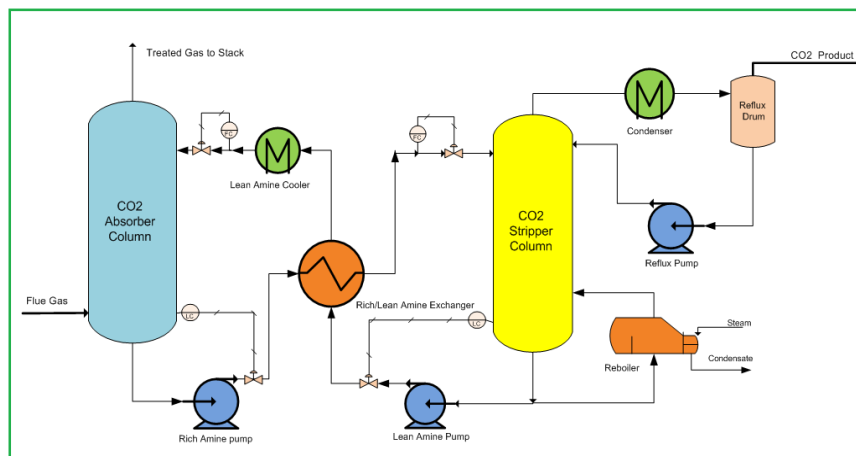 Treated Gas to Stack
CO2 Product
Reflux
Drum
Condenser
FC
FC
Lean Amine Cooler
CO2
Absorber
Column
CO2
Stripper
Column
Reflux Pump
Flue Gas
Rich/Lean Amine Exchanger
LC
LC
Steam
Reboiler
Condensate
Rich Amine pump
Lean Amine Pump